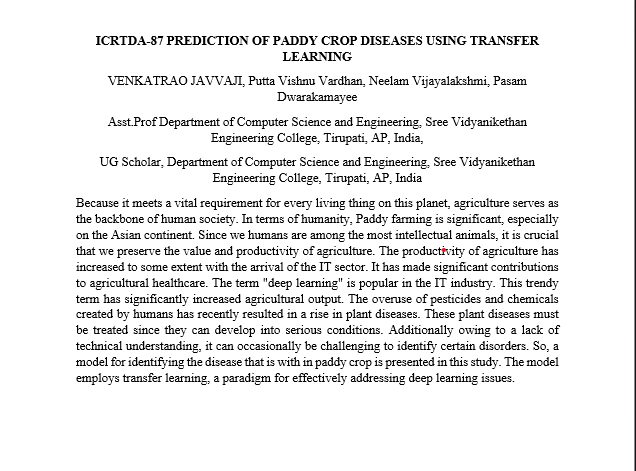 ICRTDA-87 PREDICTION OF PADDY CROP DISEASES USING TRANSFER
LEARNING
VENKATRAO JAVVAJI, Putta Vishnu Vardhan, Neelam Vijayalakshmi, Pasam
Dwarakamayee
Asst.Prof Department of Computer Science and Engineering, Sree Vidyanikethan
Engineering College, Tirupati, AP, India,
UG Scholar, Department of Computer Science and Engineering, Sree Vidyanikethan
Engineering College, Tirupati, AP, India
Because it meets a vital requirement for every living thing on this planet, agriculture serves as
the backbone of human society. In terms of humanity, Paddy farming is significant, especially
on the Asian continent. Since we humans are among the most intellectual animals, it is crucial
that we preserve the value and productivity of agriculture. The productivity of agriculture has
increased to some extent with the arrival of the IT sector. It has made significant contributions
to agricultural healthcare. The term "deep learning" is popular in the IT industry. This trendy
term has significantly increased agricultural output. The overuse of pesticides and chemicals
created by humans has recently resulted in a rise in plant diseases. These plant diseases must
be treated since they can develop into serious conditions. Additionally owing to a lack of
technical understanding, it can occasionally be challenging to identify certain disorders. So, a
model for identifying the disease that is with in paddy crop is presented in this study. The model
employs transfer learning, a paradigm for effectively addressing deep learning issues.